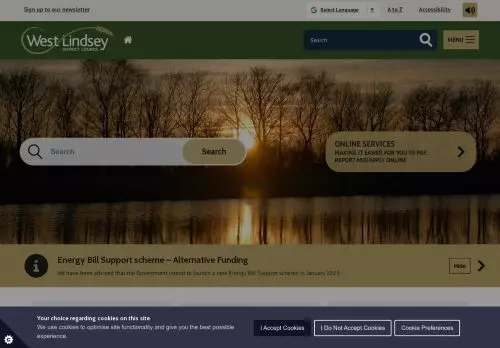 Sign up to our newsletter
Select Language
A to Z
Accessibility
West Lindsey
DISTRICT COUNCIL
Search
MENU
Search
Search
ONLINE SERVICES
MAKING IT EASIER FOR YOU TO PAY,
REPORT AND APPLY ONLINE
Energy Bill Support scheme – Alternative Funding
We have been advised that the Government intend to launch a new Energy Bill Support scheme in January 2023.
Hide
Your choice regarding cookies on this site
We use cookies to optimise site functionality and give you the best possible
experience.
I Accept Cookies
I Do Not Accept Cookies
Cookie Preferences